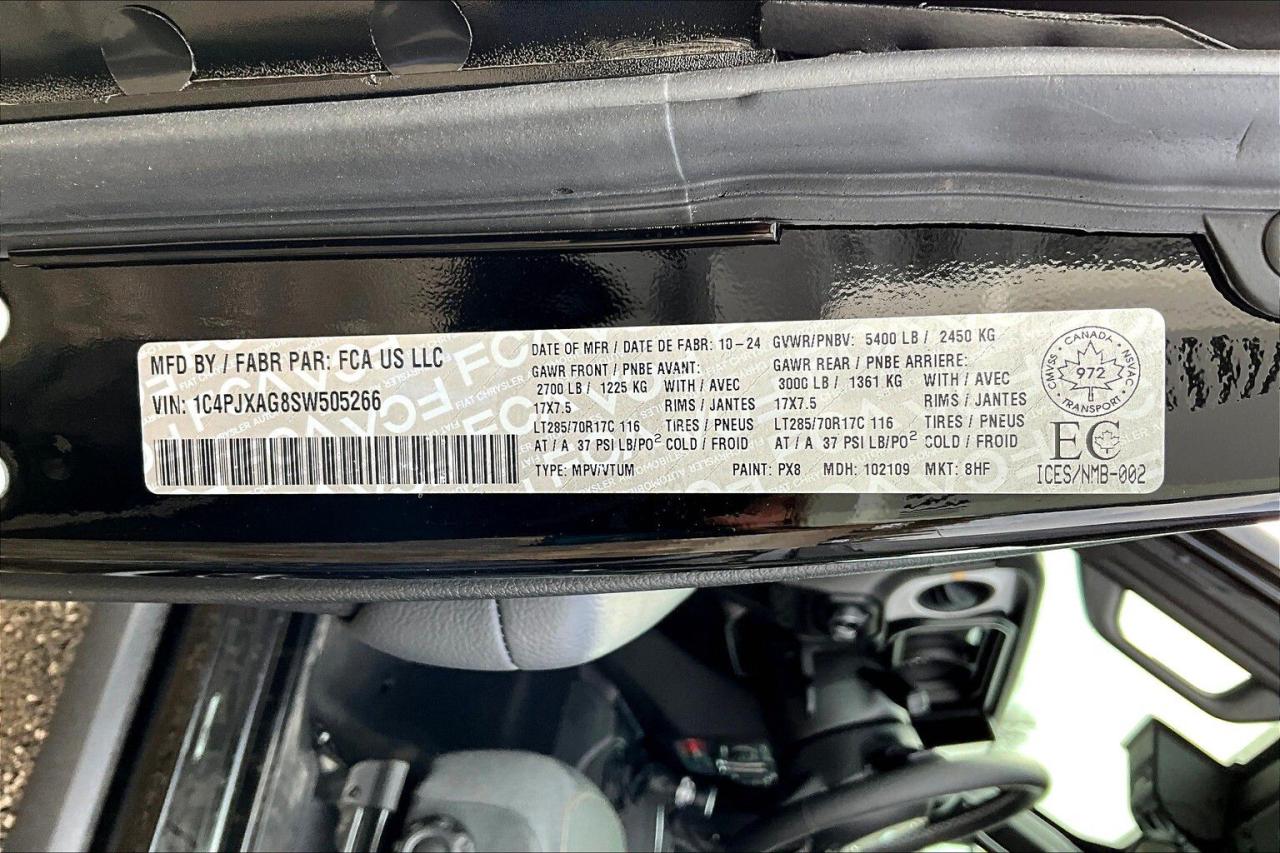 MFD BY / FABR PAR: FCA US LLC
VIN: 1C4PJXAG8SW505266
DATE OF MFR / DATE DE FABR: 10-24
GVWR/PNBV: 5400 LB / 2450 KG
GAWR FRONT / PNBE AVANT:
2700 LB / 1225 KG WITH / AVEC
17X7.5 RIMS / JANTES
LT285/70R17C 116 TIRES / PNEUS
AT / A 37 PSI LB/PO² COLD / FROID
GAWR REAR / PNBE ARRIERE:
3000 LB / 1361 KG WITH / AVEC
17X7.5 RIMS / JANTES
LT285/70R17C 116 TIRES / PNEUS
AT / A 37 PSI LB/PO² COLD / FROID
TYPE: MPV/VTUM PAINT: PX8 MDH: 102109 MKT: 8HF
CANADA
CMVSS 972 NSVAC
TRANSPORT
EC
ICES/NMB-002